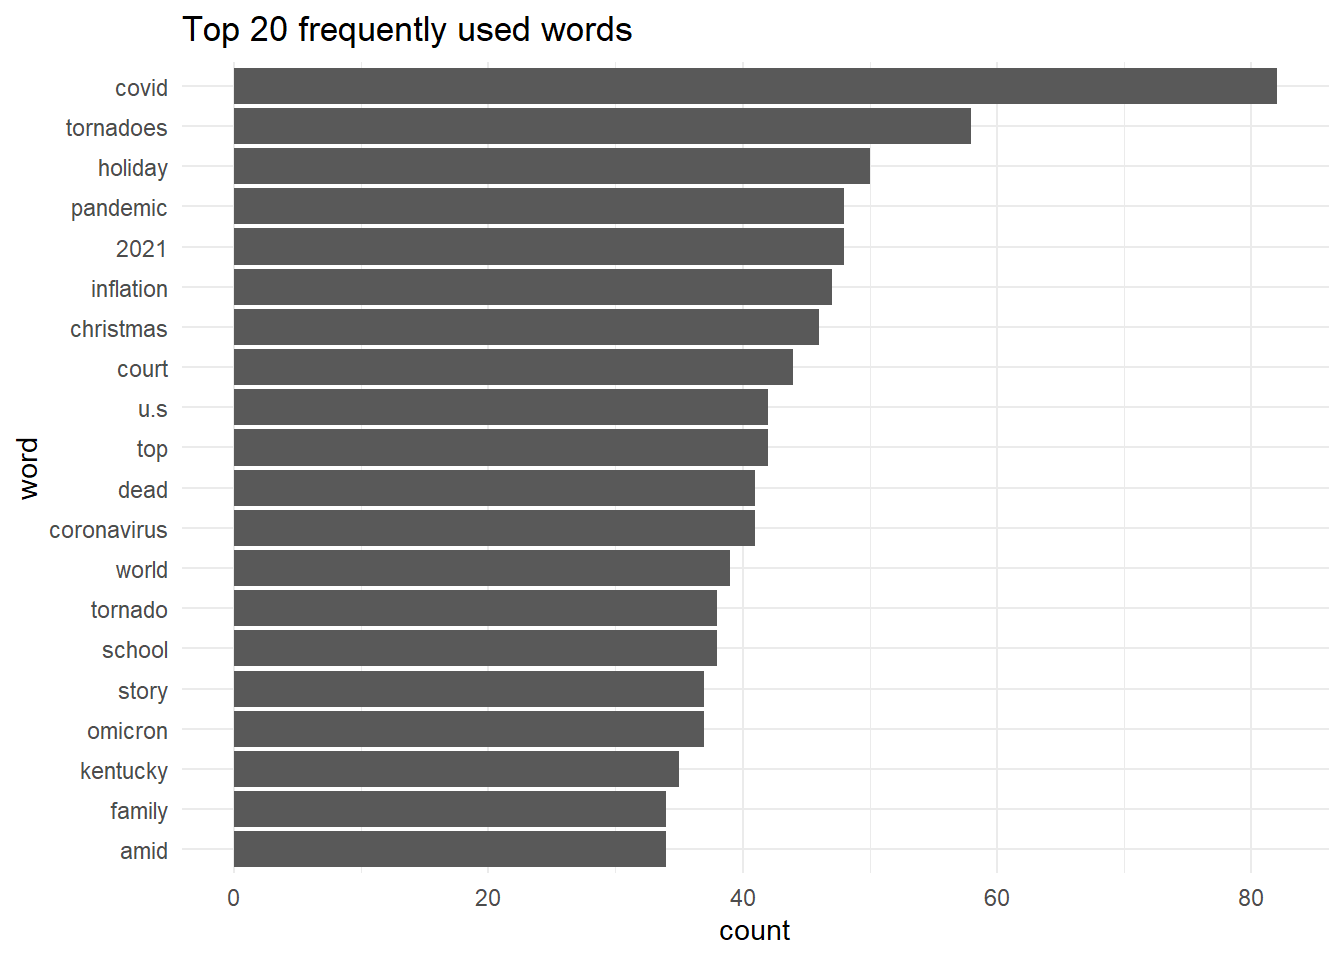 Top 20 frequently used words
covid
tornadoes
holiday
pandemic
2021
inflation
christmas
court
u.s
top
dead
coronavirus
world
tornado
school
story
omicron
kentucky
family
amid
word
0 20 40 60 80
count